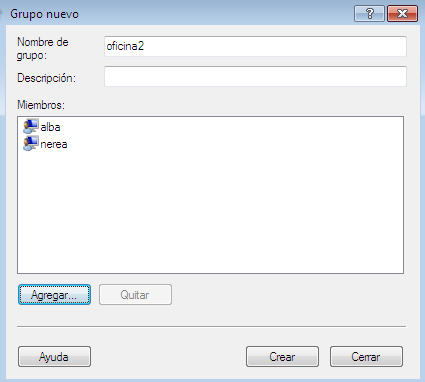 Grupo nuevo
Nombre de
grupo:
oficina2
Descripción:
Miembros:
alba
nerea
Agregar...
Quitar
Ayuda
Crear
Cerrar